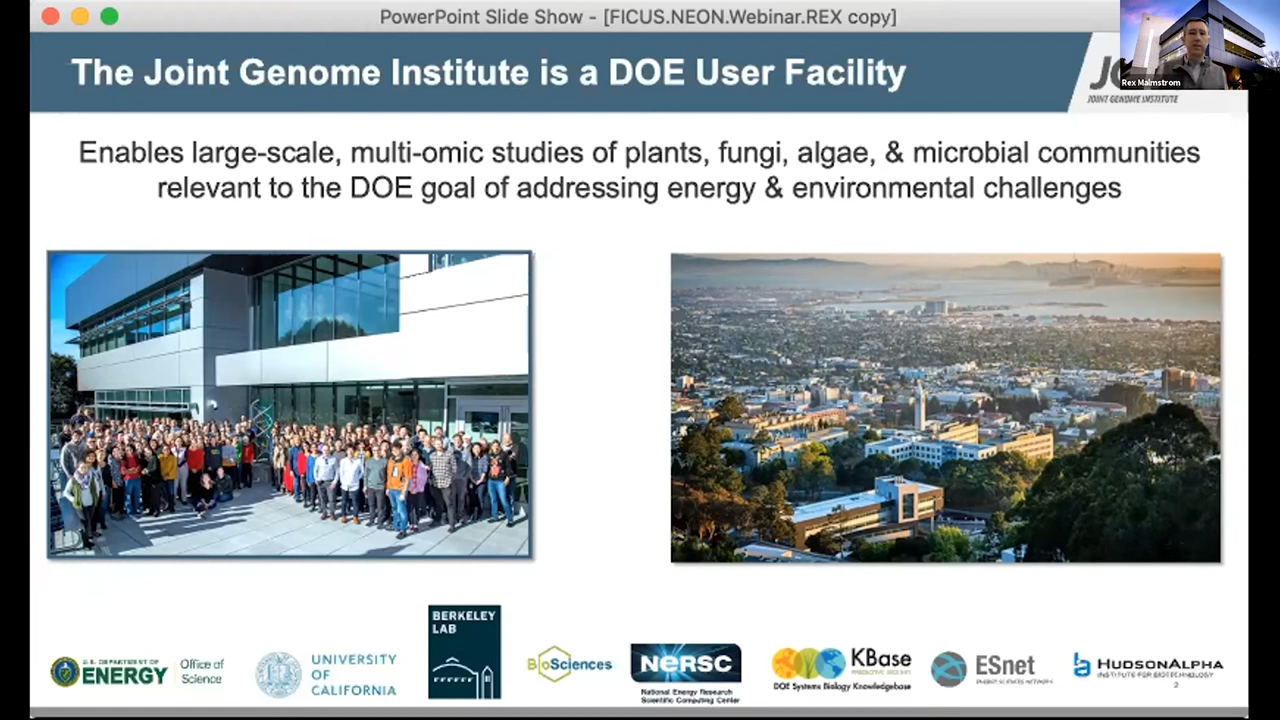 PowerPoint Slide Show - [FICUS.NEON.Webinar.REX copy]
The Joint Genome Institute is a DOE User Facility
Rex Malmstrom
JOINT GENOME INSTITUTE
Enables large-scale, multi-omic studies of plants, fungi, algae, & microbial communities
relevant to the DOE goal of addressing energy & environmental challenges
U.S. DEPARTMENT OF
ENERGY
Office of
Science
UNIVERSITY
OF
CALIFORNIA
BERKELEY
LAB
BioSciences
NERSC
National Energy Research
Scientific Computing Center
KBase
DOE Systems Biology Knowledgebase
ESnet
ENERGY SCIENCES NETWORK
HUDSONALPHA
INSTITUTE FOR BIOTECHNOLOGY
2